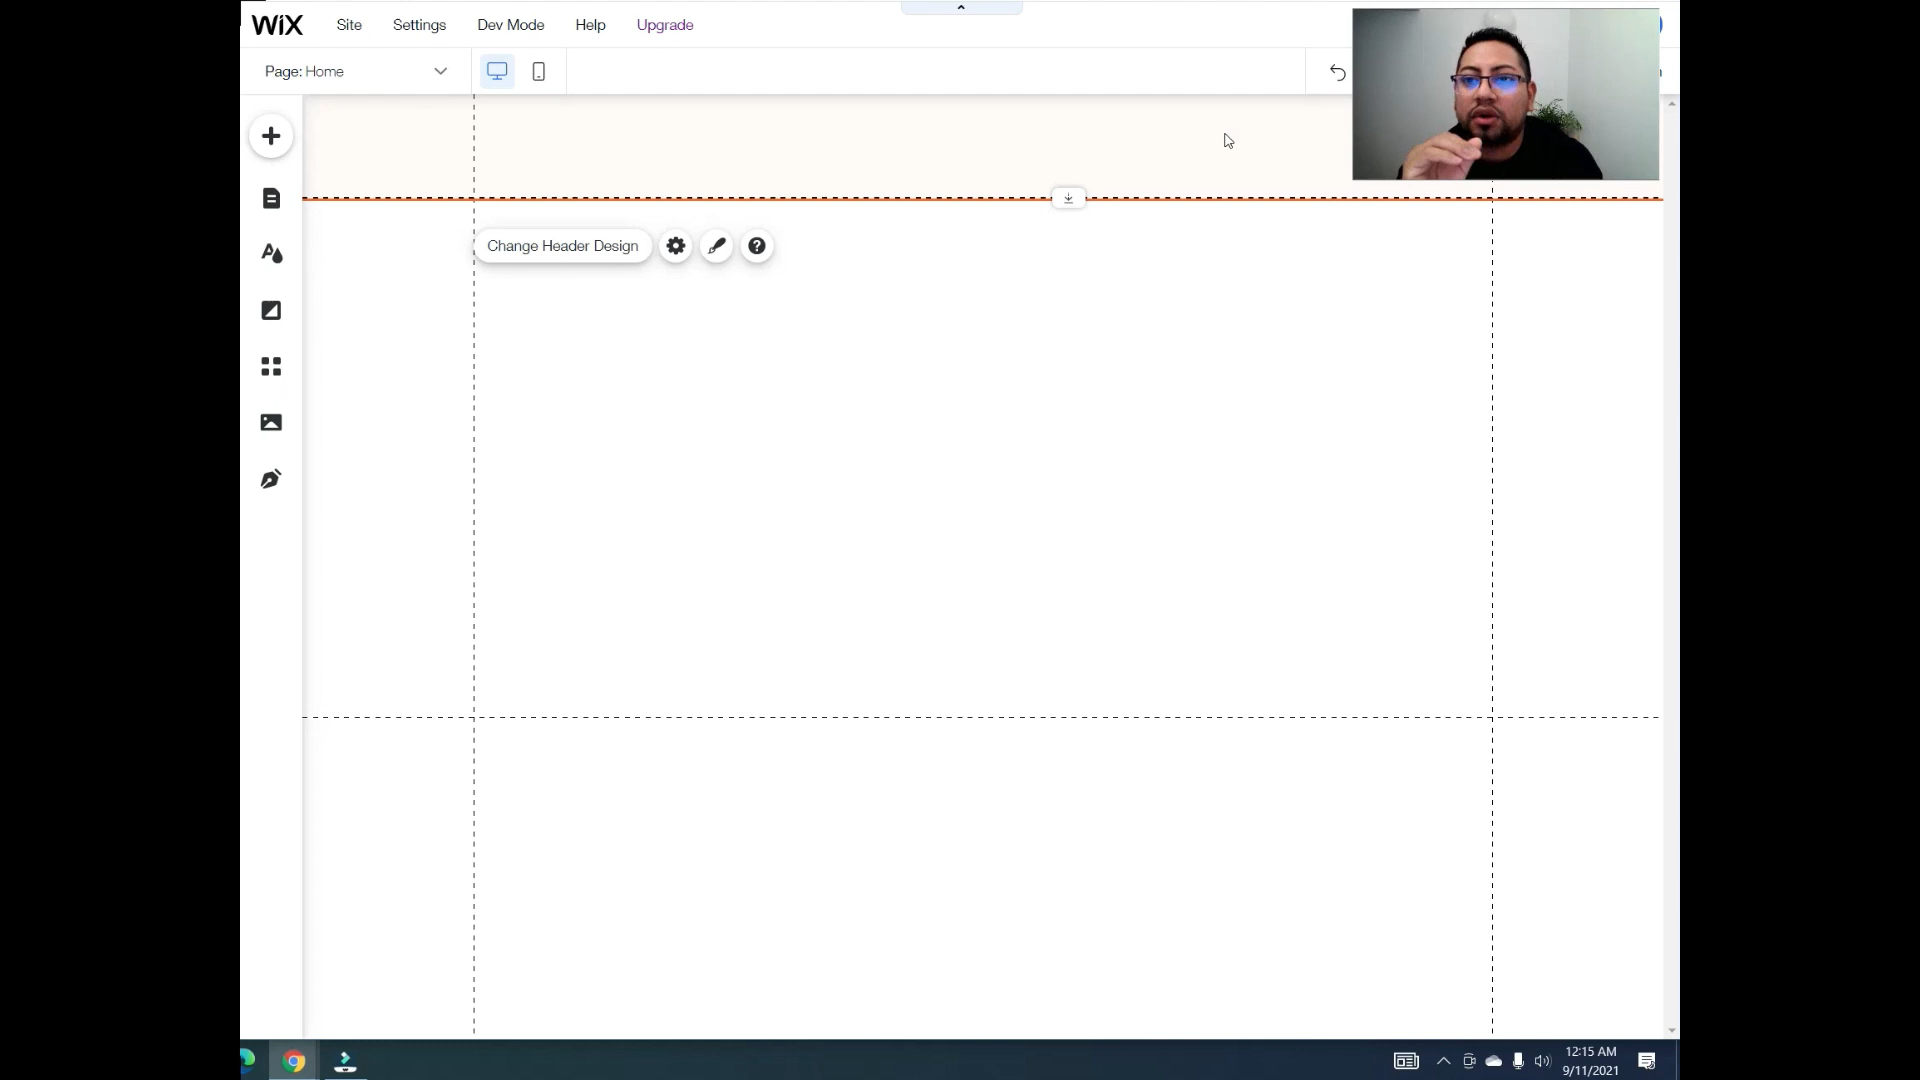 WiX Site Settings Dev Mode Help Upgrade
Page: Home
Change Header Design
12:15 AM
9/11/2021